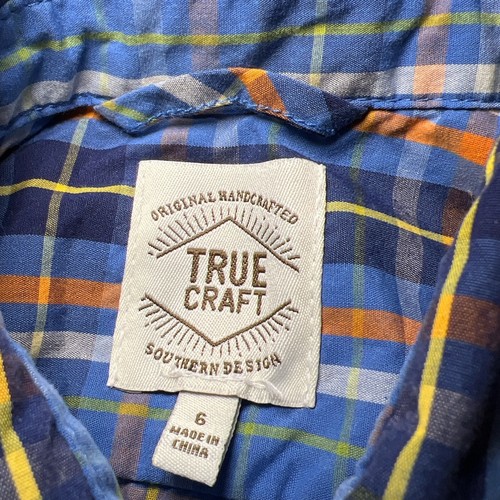 ORIGINAL HANDCRAFTED
TRUE
CRAFT
SOUTHERN DESIGN
6
MADE IN
CHINA